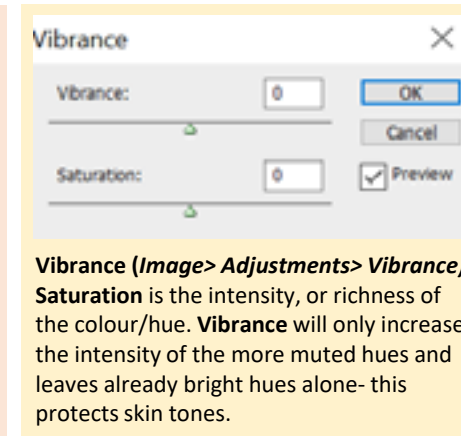 Vibrance
Vibrance: 0 OK
Cancel
Saturation: 0 Preview
Vibrance (Image> Adjustments> Vibrance)
Saturation is the intensity, or richness of
the colour/hue. Vibrance will only increase
the intensity of the more muted hues and
leaves already bright hues alone- this
protects skin tones.